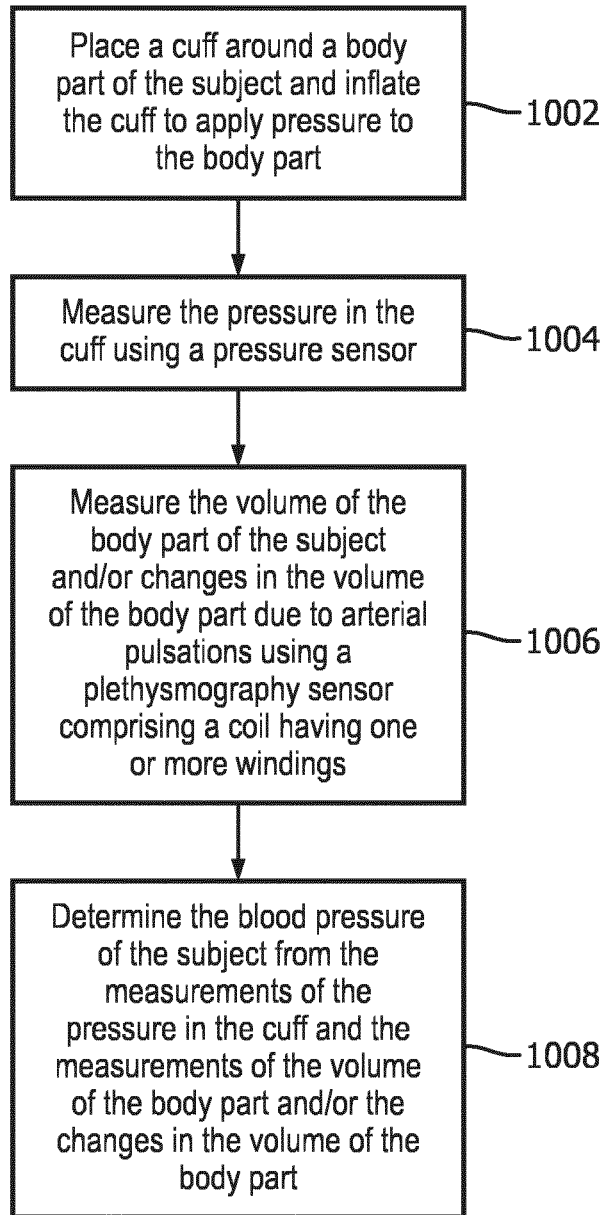 Place a cuff around a body
part of the subject and inflate
the cuff to apply pressure to
the body part
1002
Measure the pressure in the
cuff using a pressure sensor
1004
Measure the volume of the
body part of the subject
and/or changes in the volume
of the body part due to arterial
pulsations using a
plethysmography sensor
comprising a coil having one
or more windings
1006
Determine the blood pressure
of the subject from the
measurements of the
pressure in the cuff and the
measurements of the volume
of the body part and/or the
changes in the volume of the
body part
1008